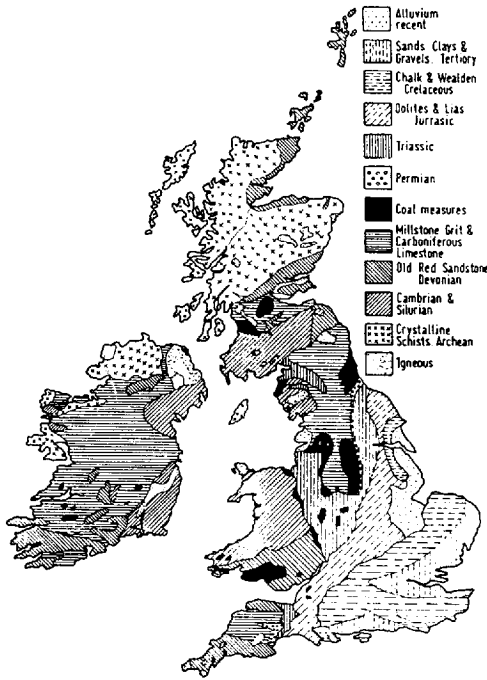 Alluvium
recent
Sands, Clays &
Gravels, Tertiary
Chalk & Wealden
Cretaceous
Oolites & Lias
Jurrasic
Triassic
Permian
Coal measures
Millstone Grit &
Carboniferous
Limestone
Old Red Sandstone
Devonian
Cambrian &
Silurian
Crystalline
Schists Archean
Igneous